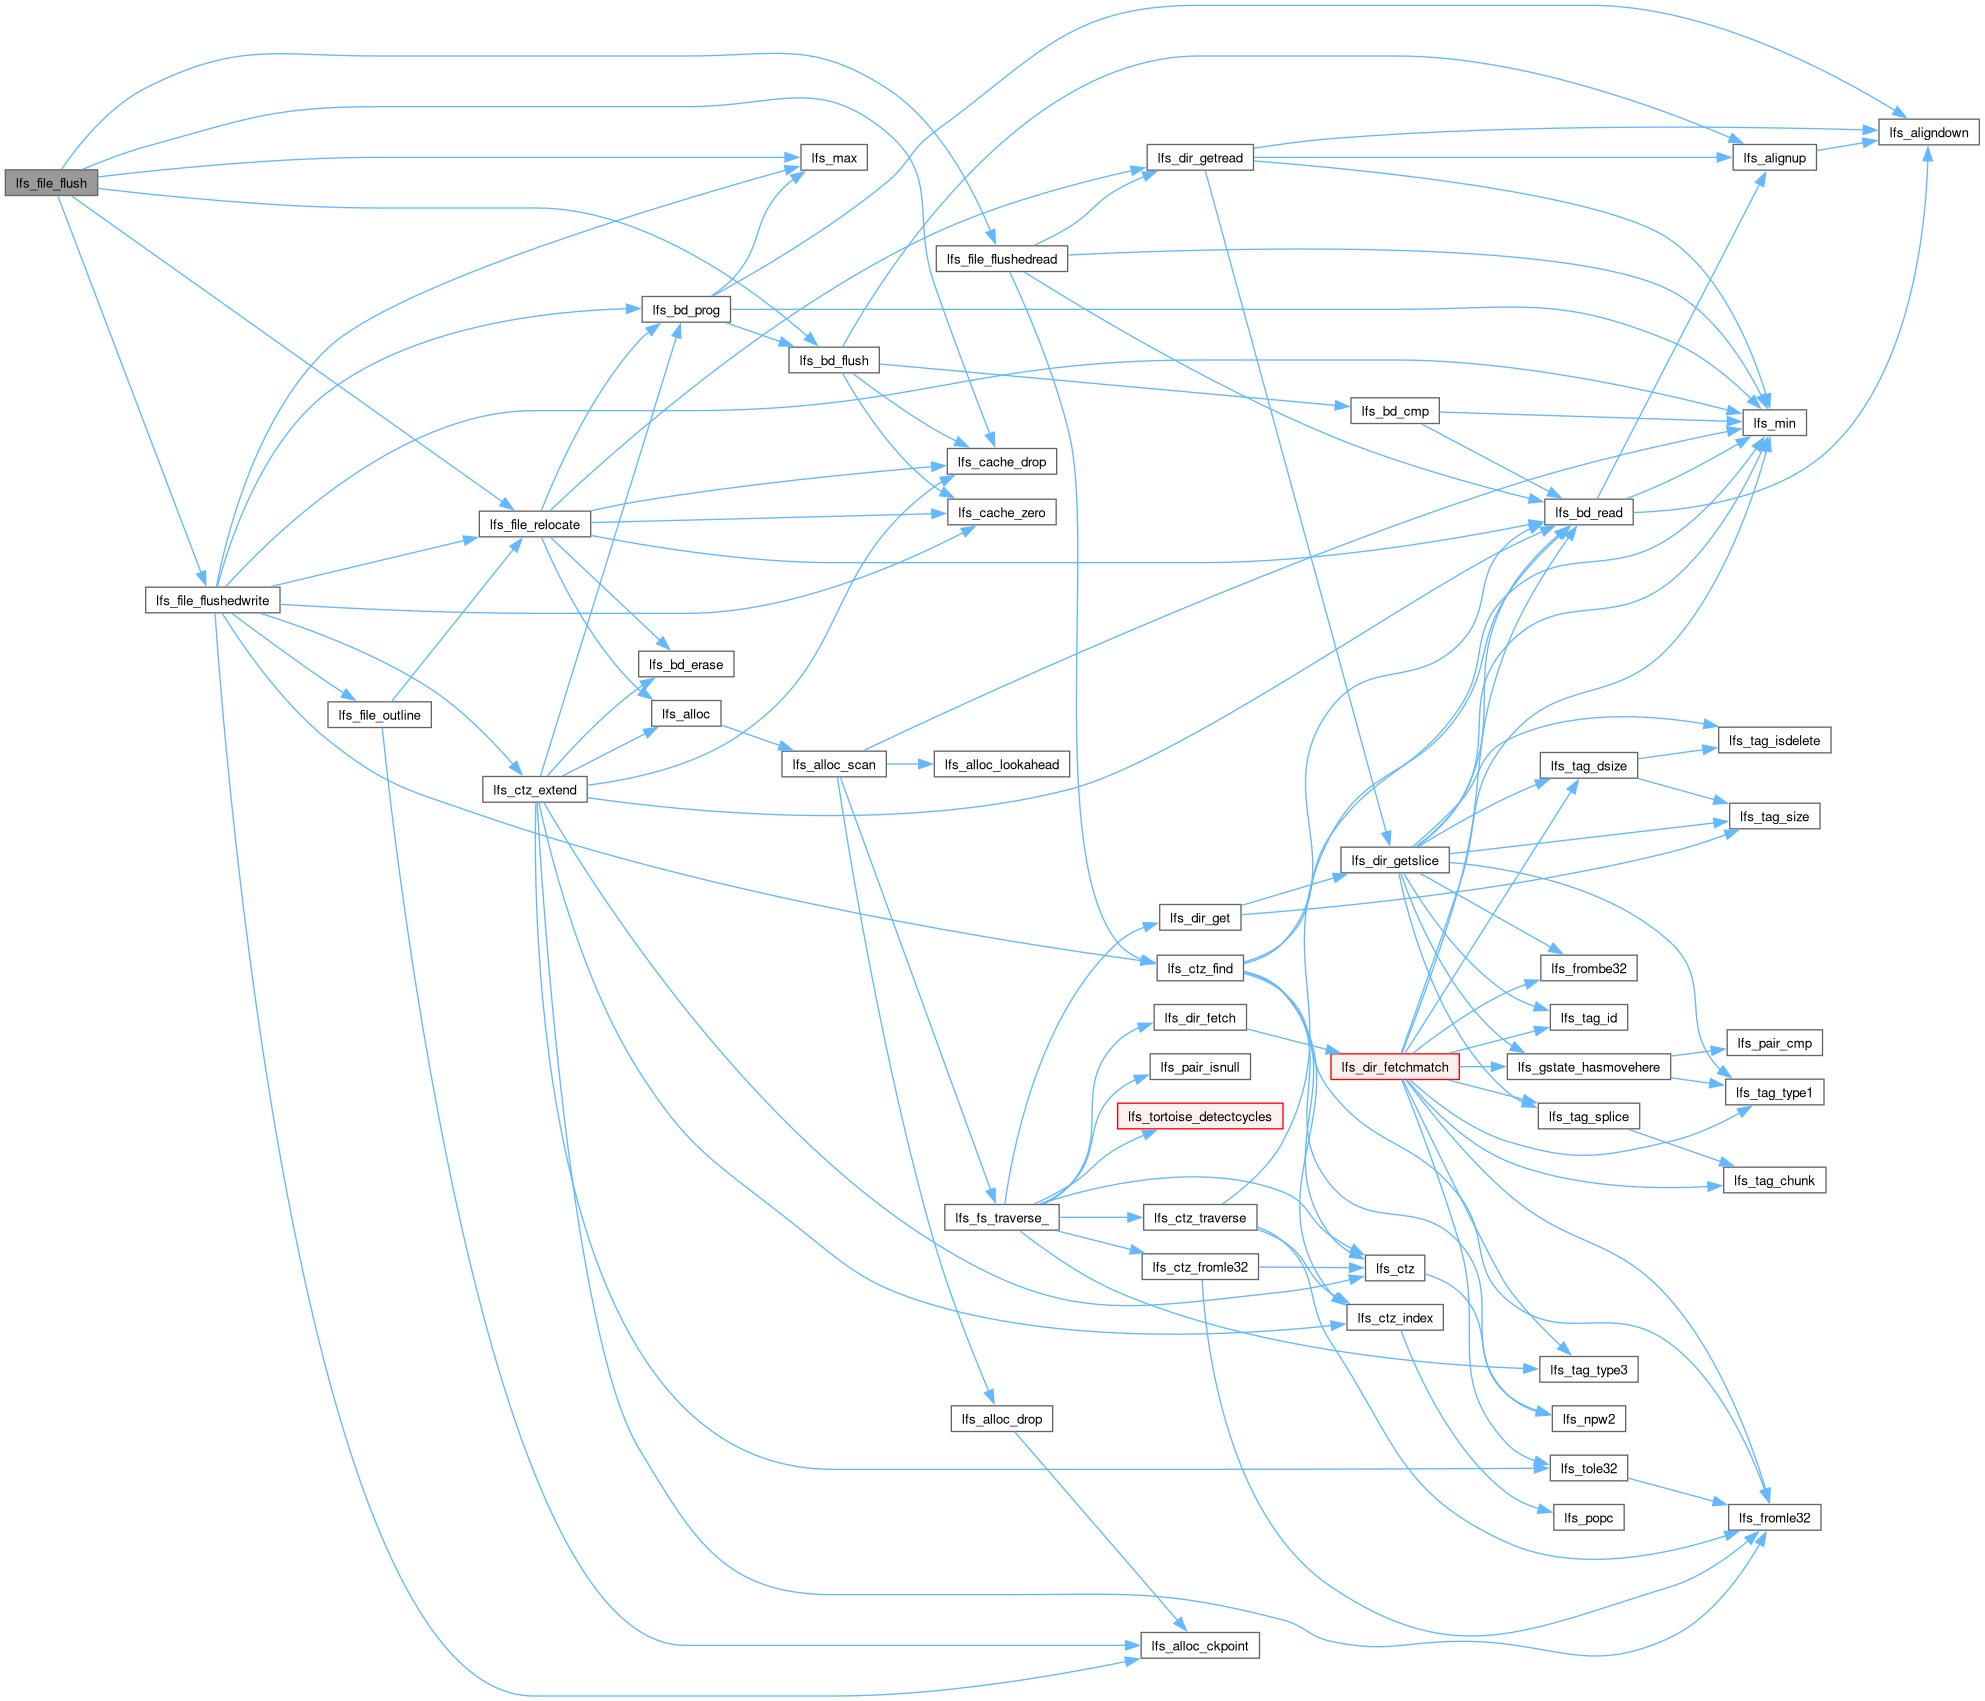 lfs_aligndown
lfs_max
lfs_dir_getread
lfs_alignup
lfs_file_flush
lfs_file_flushedread
lfs_bd_prog
lfs_bd_flush
lfs_bd_cmp
lfs_min
lfs_cache_drop
lfs_cache_zero
lfs_bd_read
lfs_file_relocate
lfs_file_flushedwrite
lfs_bd_erase
lfs_alloc
lfs_file_outline
lfs_tag_isdelete
lfs_alloc_scan
lfs_alloc_lookahead
lfs_tag_dsize
lfs_ctz_extend
lfs_tag_size
lfs_dir_getslice
lfs_dir_get
lfs_ctz_find
lfs_frombe32
lfs_dir_fetch
lfs_tag_id
lfs_pair_cmp
lfs_pair_isnull
lfs_dir_fetchmatch
lfs_gstate_hasmovehere
lfs_tag_type1
lfs_tortoise_detectcycles
lfs_tag_splice
lfs_tag_chunk
lfs_fs_traverse_
lfs_ctz_traverse
lfs_ctz_fromle32
lfs_ctz
lfs_ctz_index
lfs_tag_type3
lfs_alloc_drop
lfs_npw2
lfs_tole32
lfs_popc
lfs_fromle32
lfs_alloc_ckpoint